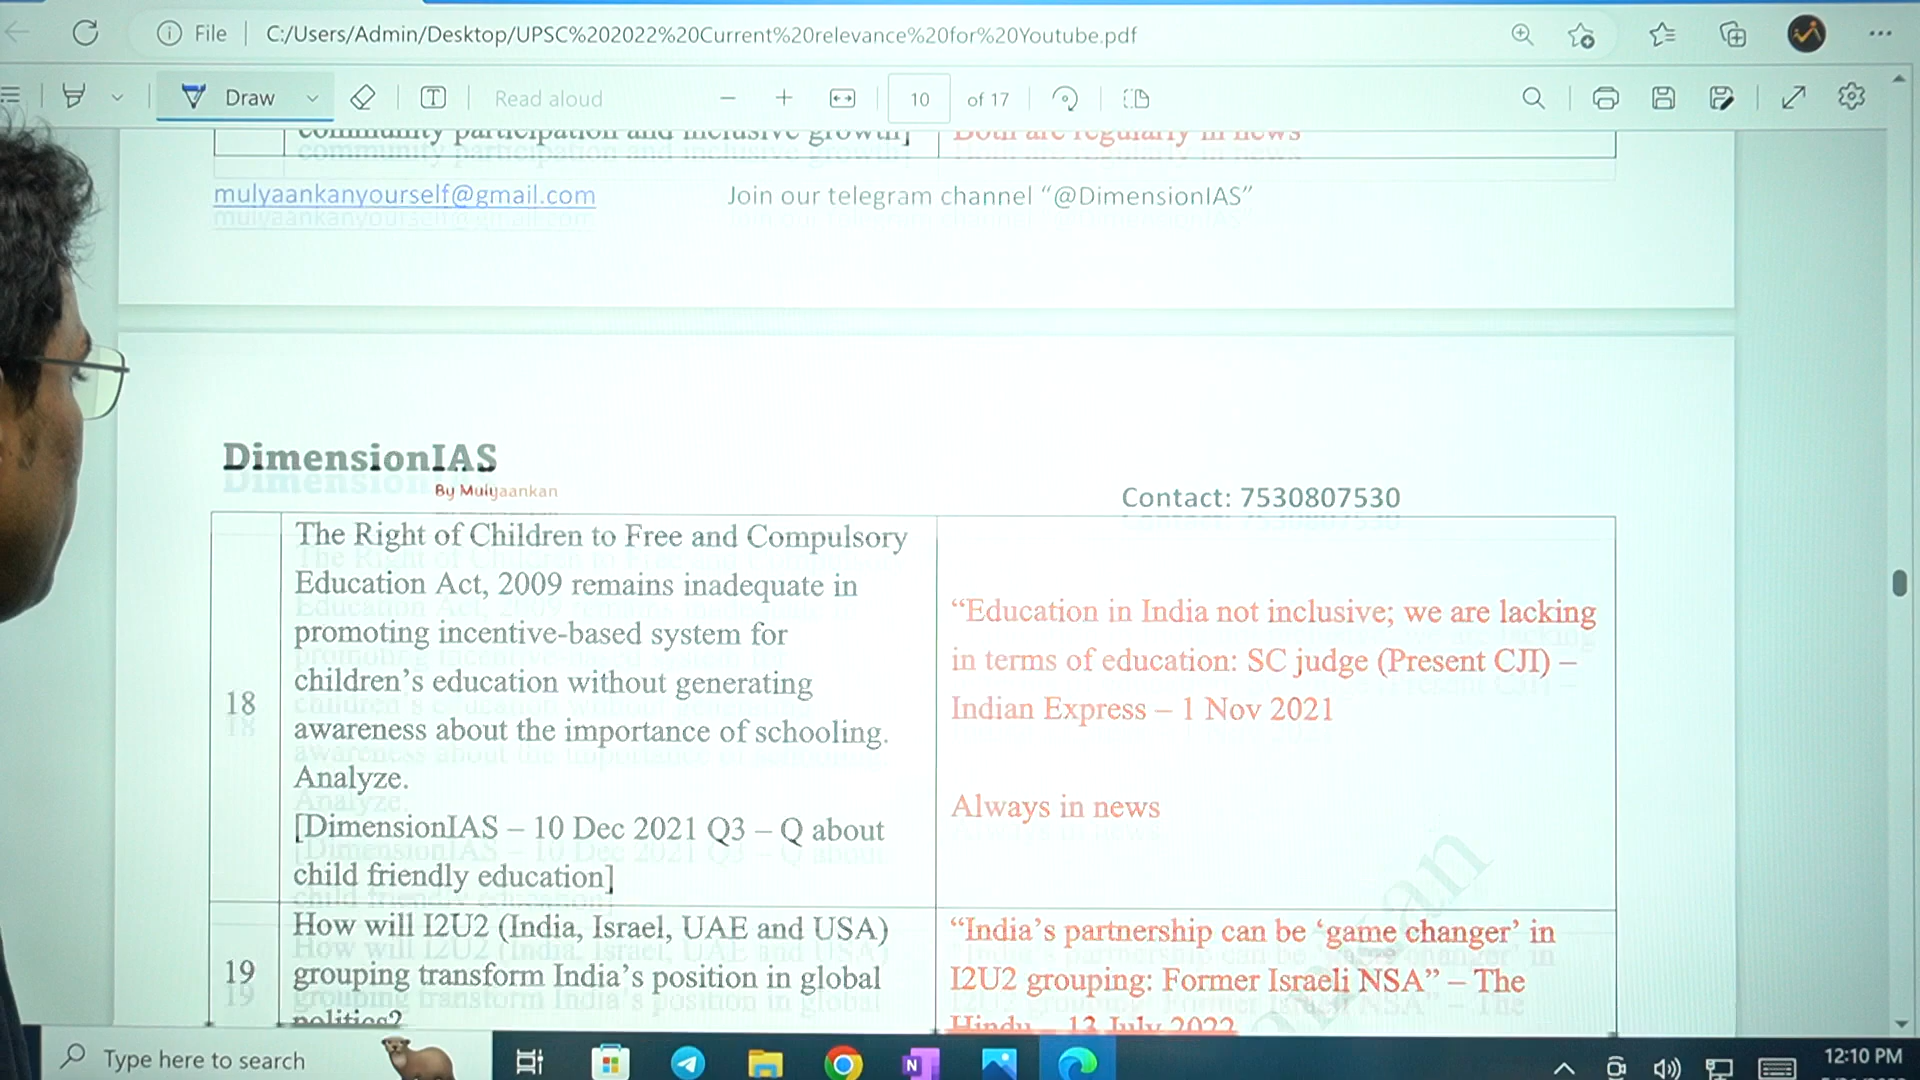 File
C:/Users/Admin/Desktop/UPSC%202022%20Current%20relevance%20for%20Youtube.pdf
Draw
Read aloud
10 of 17
community participation and inclusive growth]
Both are regularly in news
mulyaankanyourself@gmail.com
Join our telegram channel “@DimensionIAS”
DimensionIAS
By Mulyaankan
Contact: 7530807530
18
The Right of Children to Free and Compulsory
Education Act, 2009 remains inadequate in
promoting incentive-based system for
children’s education without generating
awareness about the importance of schooling.
Analyze.
[DimensionIAS – 10 Dec 2021 Q3 – Q about
child friendly education]
“Education in India not inclusive; we are lacking
in terms of education: SC judge (Present CJI) –
Indian Express – 1 Nov 2021
Always in news
19
How will I2U2 (India, Israel, UAE and USA)
grouping transform India’s position in global
politics?
“India’s partnership can be ‘game changer’ in
I2U2 grouping: Former Israeli NSA” – The
Hindu – 13 July 2022
Type here to search
12:10 PM